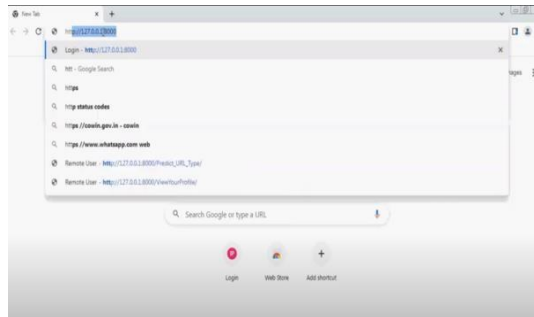 New Tab
http://127.0.0.1:8000
Login - http://127.0.0.1:8000
htt - Google Search
https
http status codes
https //cowin.gov.in - cowin
https //www.whatsapp.com web
Remote User - http://127.0.0.1:8000/Predict_URL_Type/
Remote User - http://127.0.0.1:8000/ViewYourProfile/
Search Google or type a URL
Login
Web Store
Add shortcut